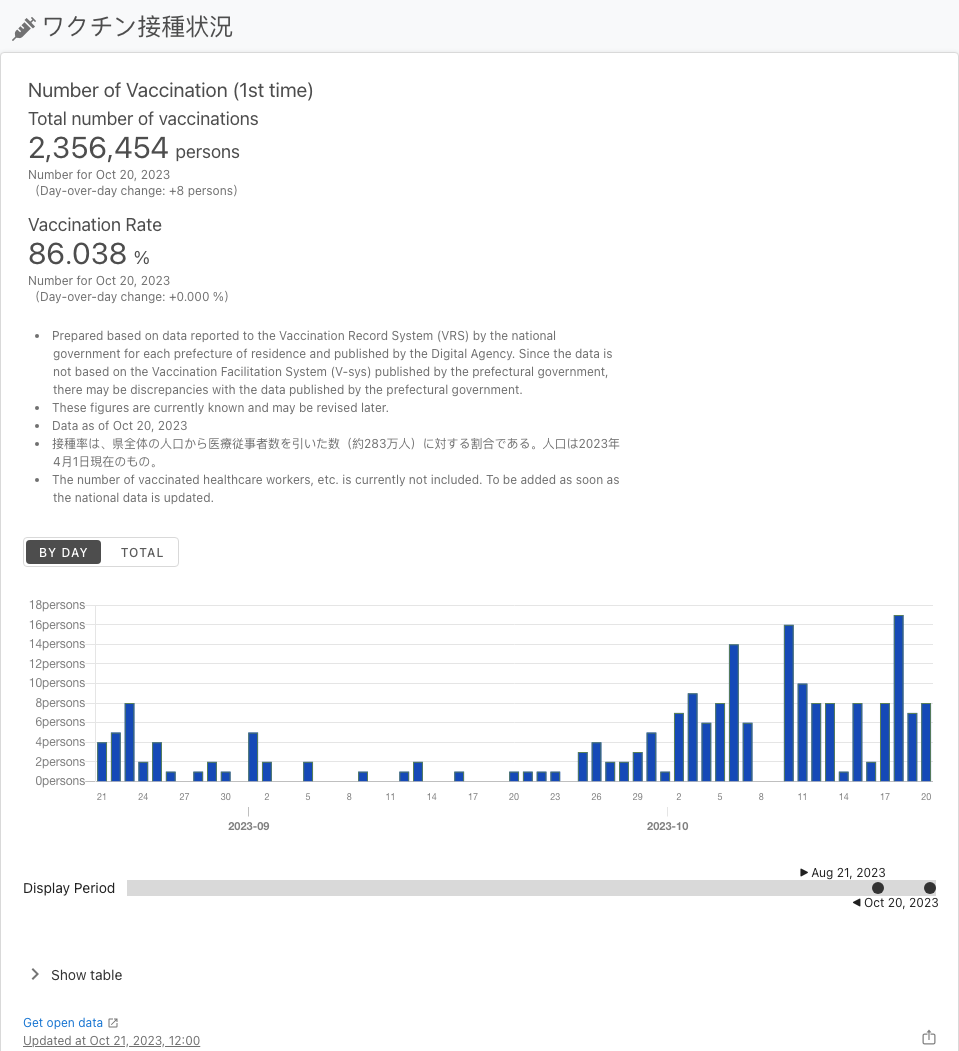 ワクチン接種状況
Number of Vaccination (1st time)
Total number of vaccinations
2,356,454 persons
Number for Oct 20, 2023
（Day-over-day change: +8 persons）
Vaccination Rate
86.038 %
Number for Oct 20, 2023
（Day-over-day change: +0.000 %）
• Prepared based on data reported to the Vaccination Record System (VRS) by the national
government for each prefecture of residence and published by the Digital Agency. Since the data is
not based on the Vaccination Facilitation System (V-sys) published by the prefectural government,
there may be discrepancies with the data published by the prefectural government.
• These figures are currently known and may be revised later.
• Data as of Oct 20, 2023
• 接種率は、県全体の人口から医療従事者数を引いた数（約283万人）に対する割合である。人口は2023年
4月1日現在のもの。
• The number of vaccinated healthcare workers, etc. is currently not included. To be added as soon as
the national data is updated.
BY DAY TOTAL
18persons
16persons
14persons
12persons
10persons
8persons
6persons
4persons
2persons
0persons
21 24 27 30 2 5 8 11 14 17 20 23 26 29 2 5 8 11 14 17 20
2023-09 2023-10
Aug 21, 2023
Display Period
Oct 20, 2023
Show table
Get open data
Updated at Oct 21, 2023, 12:00